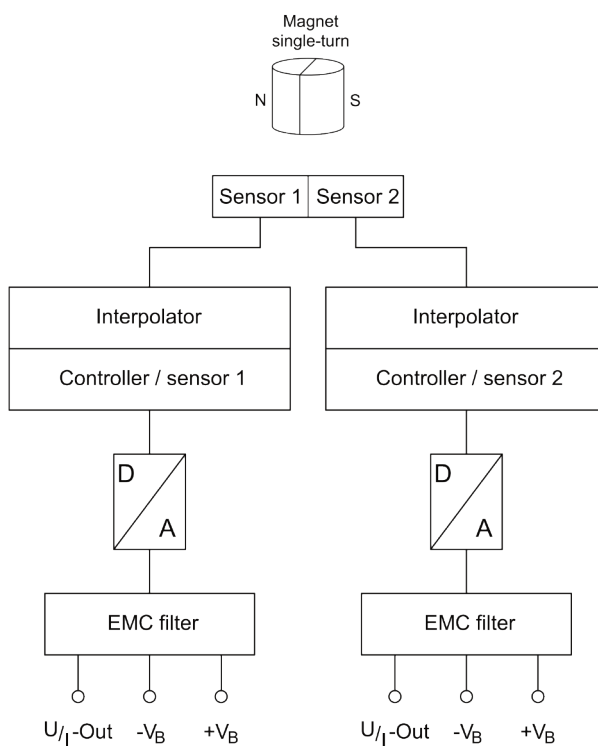 Magnet
single-turn
N S
Sensor 1 Sensor 2
Interpolator Interpolator
Controller / sensor 1 Controller / sensor 2
D D
A A
EMC filter EMC filter
U/I-Out -VB +VB U/I-Out -VB +VB